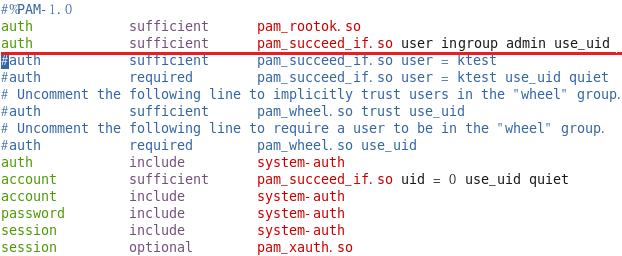 #%PAM-1.0
auth            sufficient      pam_rootok.so
auth            sufficient      pam_succeed_if.so user ingroup admin use_uid
#auth           sufficient      pam_succeed_if.so user = ktest
#auth           required        pam_succeed_if.so user = ktest use_uid quiet
# Uncomment the following line to implicitly trust users in the "wheel" group.
#auth           sufficient      pam_wheel.so trust use_uid
# Uncomment the following line to require a user to be in the "wheel" group.
#auth           required        pam_wheel.so use_uid
auth            include         system-auth
account         sufficient      pam_succeed_if.so uid = 0 use_uid quiet
account         include         system-auth
password        include         system-auth
session         include         system-auth
session         optional        pam_xauth.so